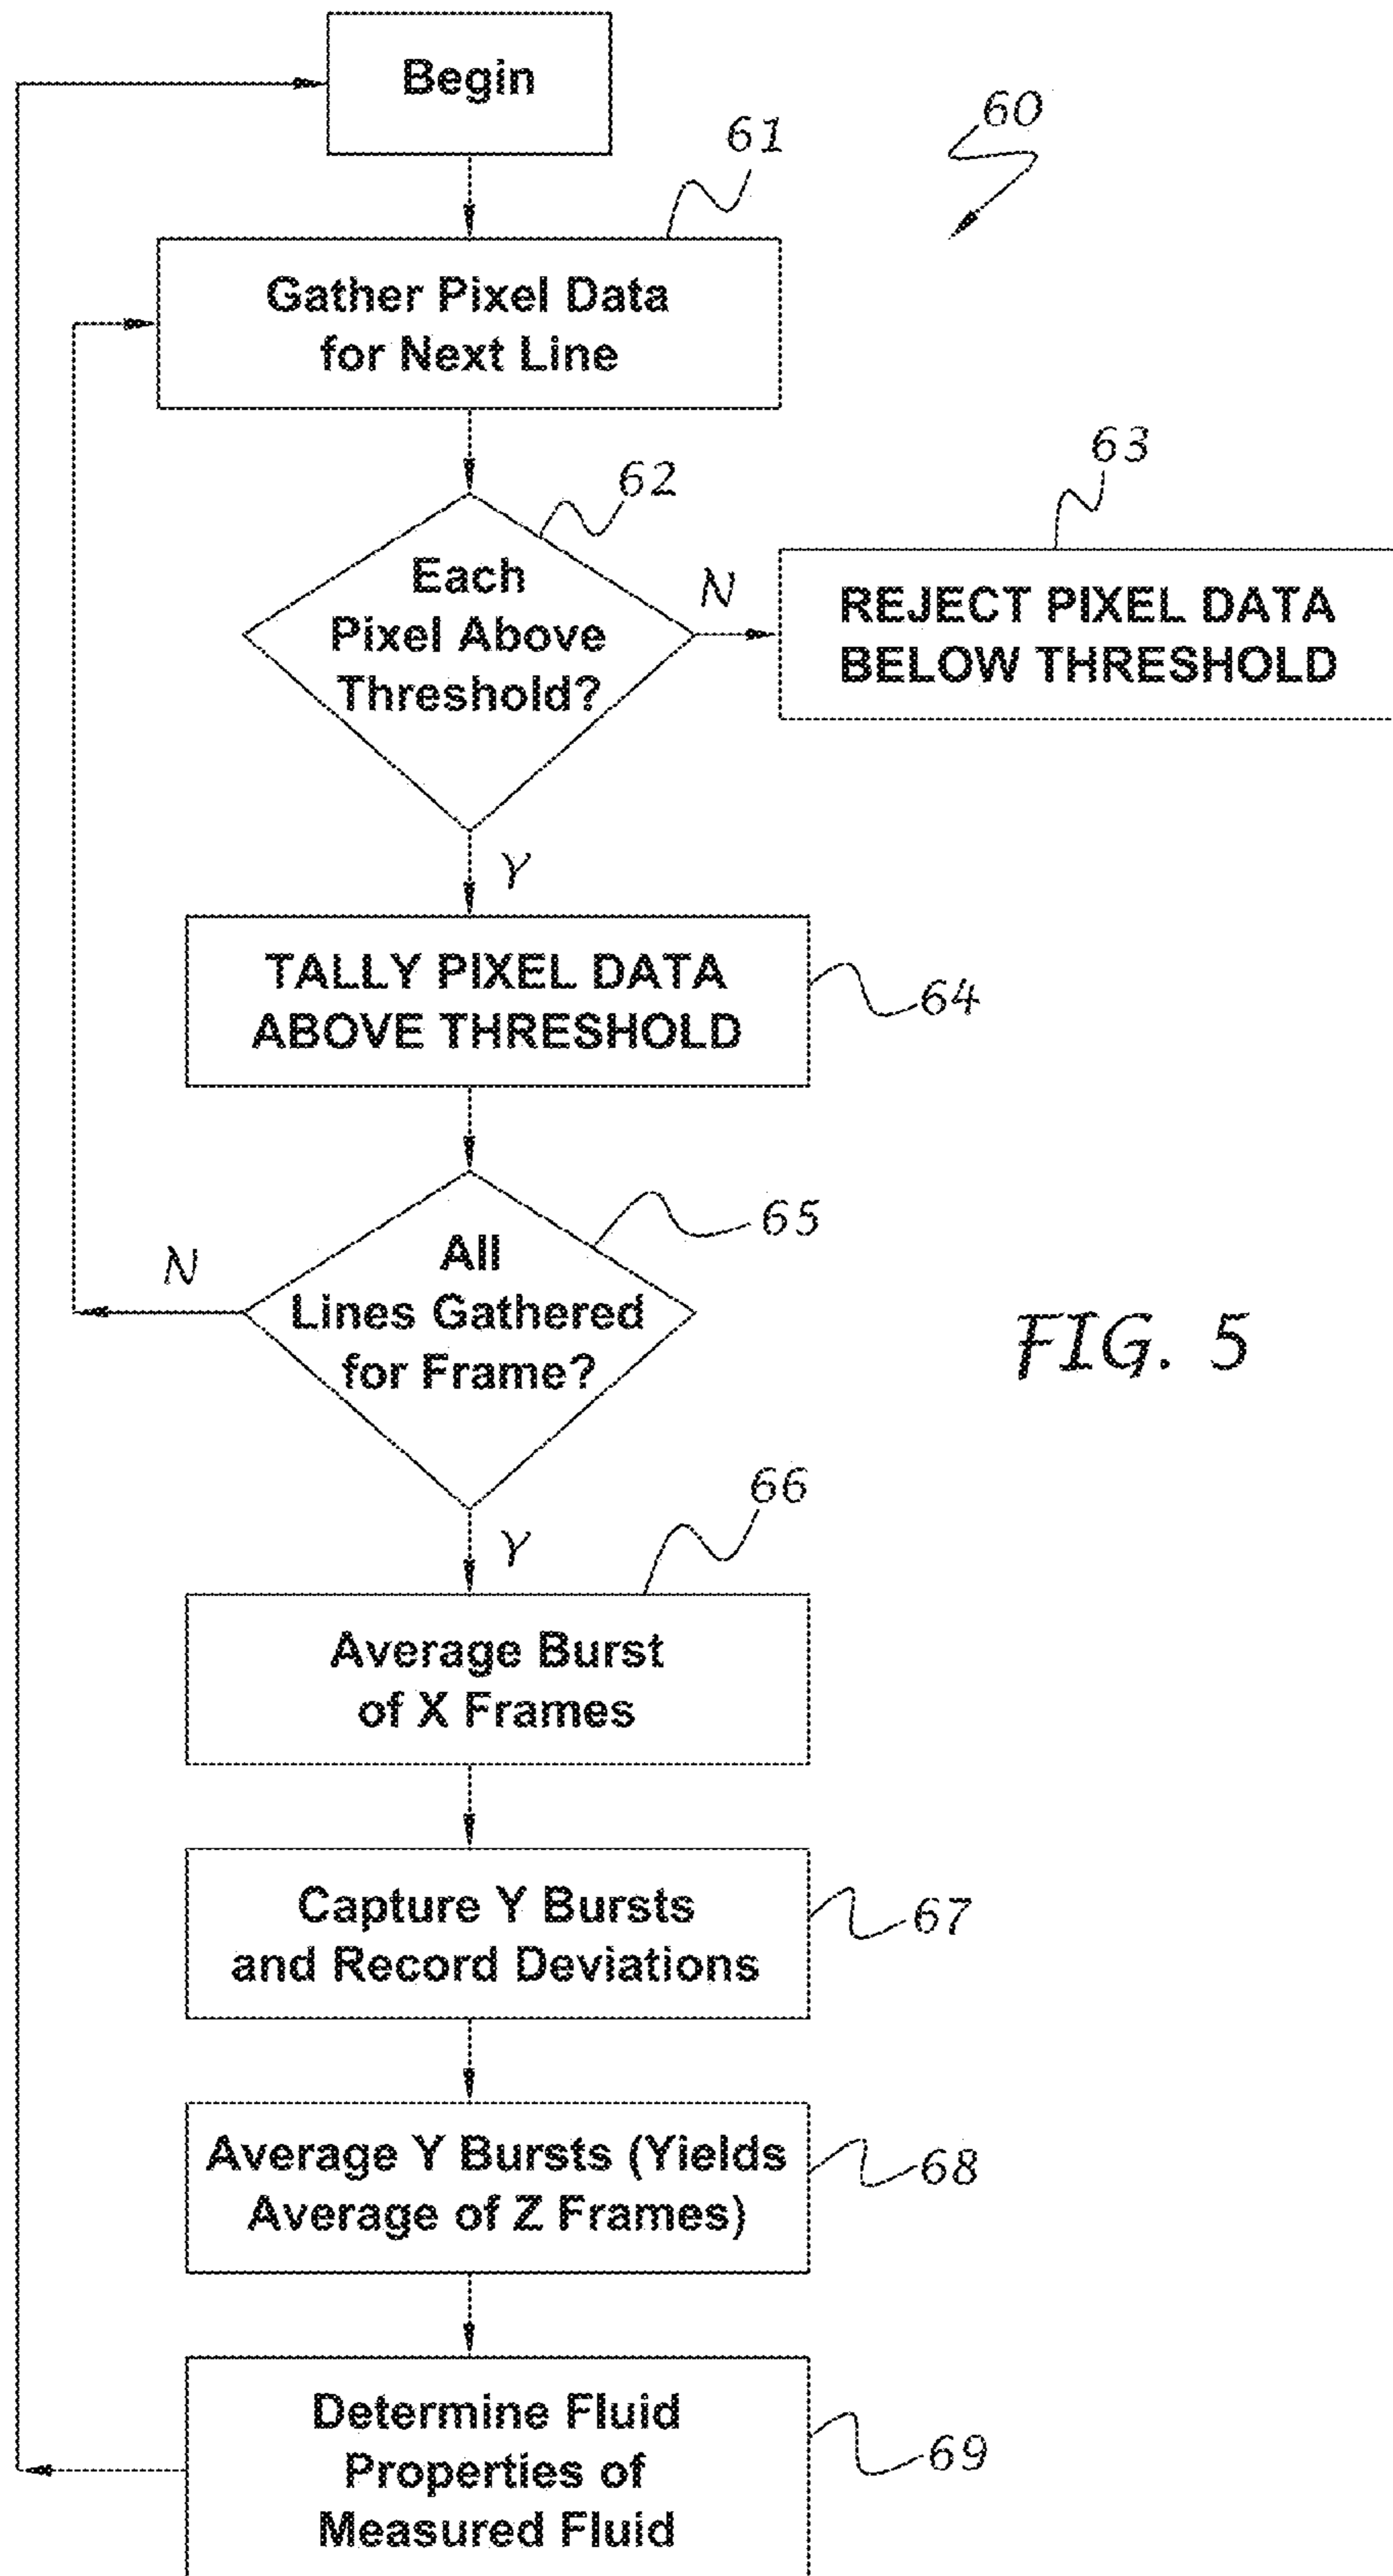 Begin
60
61
Gather Pixel Data
for Next Line
62
63
Each
Pixel Above
Threshold?
N
REJECT PIXEL DATA
BELOW THRESHOLD
Y
TALLY PIXEL DATA
ABOVE THRESHOLD
64
65
All
Lines Gathered
for Frame?
N
FIG. 5
66
Y
Average Burst
of X Frames
Capture Y Bursts
and Record Deviations
67
Average Y Bursts (Yields
Average of Z Frames)
68
Determine Fluid
Properties of
Measured Fluid
69